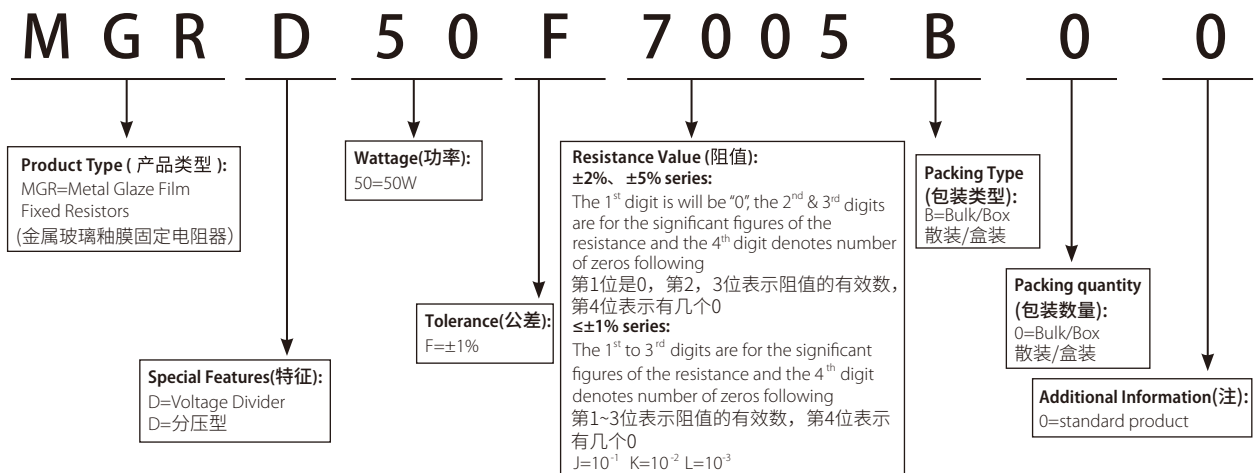 M G R D 5 0 F 7 0 0 5 B 0 0
Product Type ( 产品类型 ):
MGR=Metal Glaze Film
Fixed Resistors
(金属玻璃釉膜固定电阻器)
Special Features(特征):
D=Voltage Divider
D=分压型
Wattage(功率):
50=50W
Tolerance(公差):
F=±1%
Resistance Value (阻值):
±2%、±5% series:
The 1st digit is will be "0", the 2nd & 3rd digits
are for the significant figures of the
resistance and the 4th digit denotes number
of zeros following
第1位是0，第2，3位表示阻值的有效数，
第4位表示有几个0
≤±1% series:
The 1st to 3rd digits are for the significant
figures of the resistance and the 4th digit
denotes number of zeros following
第1~3位表示阻值的有效数，第4位表示
有几个0
J=10-1 K=10-2 L=10-3
Packing Type
(包装类型):
B=Bulk/Box
散装/盒装
Packing quantity
(包装数量):
0=Bulk/Box
散装/盒装
Additional Information(注):
0=standard product